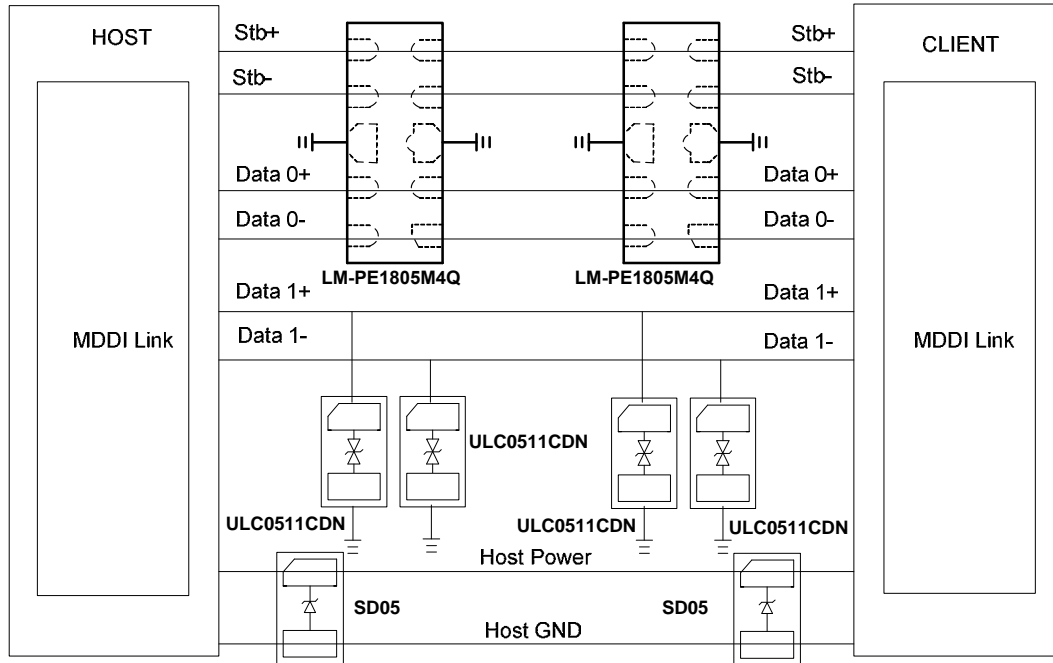 HOST
Stb+
Stb+
CLIENT
Stb-
Stb-
Data 0+
Data 0+
Data 0-
Data 0-
LM-PE1805M4Q
LM-PE1805M4Q
Data 1+
Data 1+
MDDI Link
Data 1-
Data 1-
MDDI Link
ULC0511CDN
ULC0511CDN
ULC0511CDN
ULC0511CDN
Host Power
SD05
SD05
Host GND